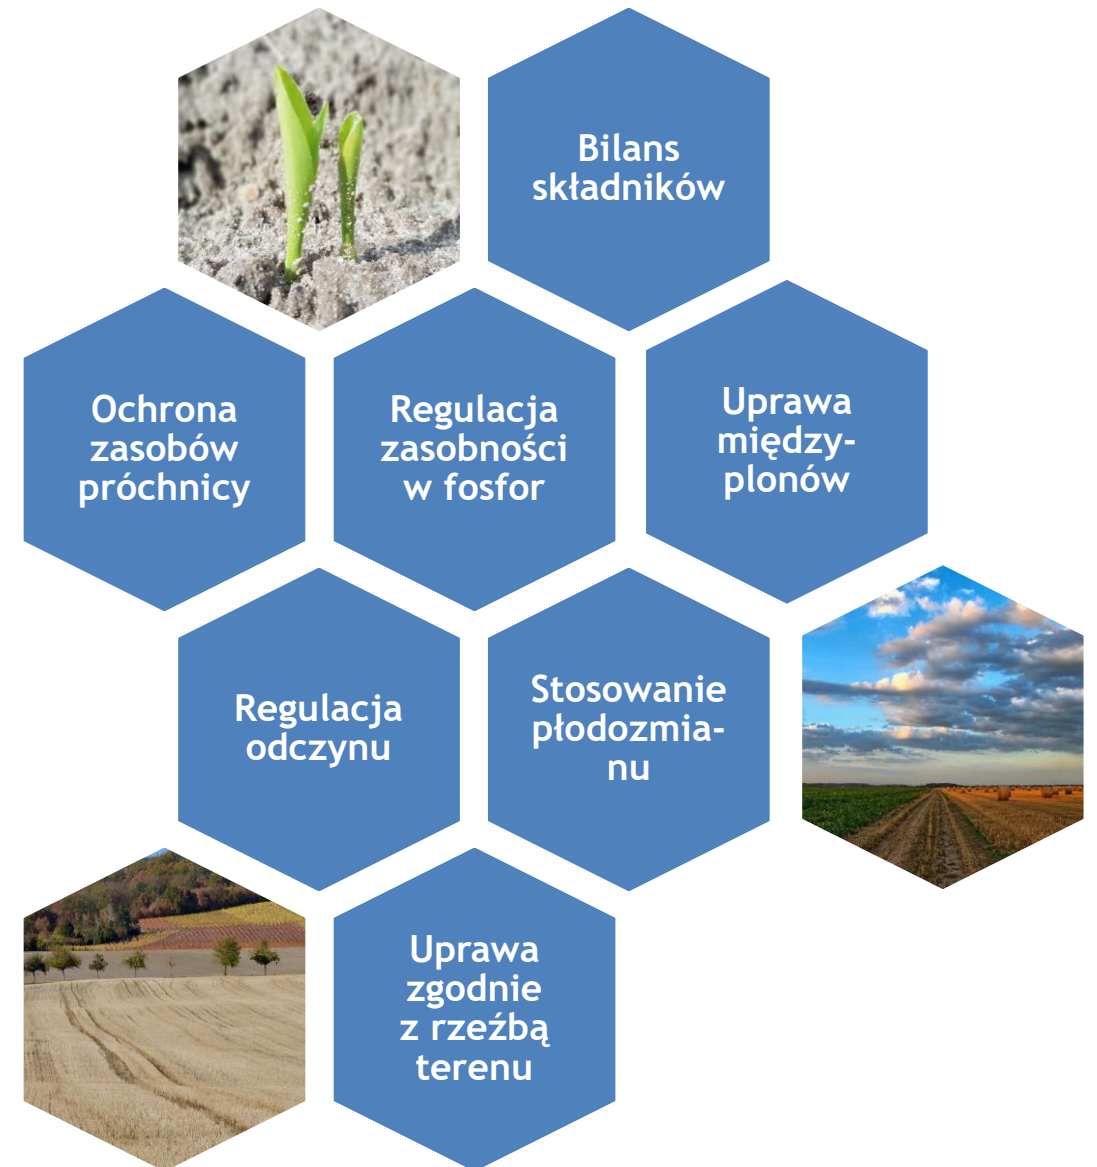 Bilans
składników
Ochrona
zasobów
próchnicy
Regulacja
zasobności
w fosfor
Uprawa
między-
plonów
Regulacja
odczynu
Stosowanie
płodozmia-
nu
Uprawa
zgodnie
z rzeźbą
terenu